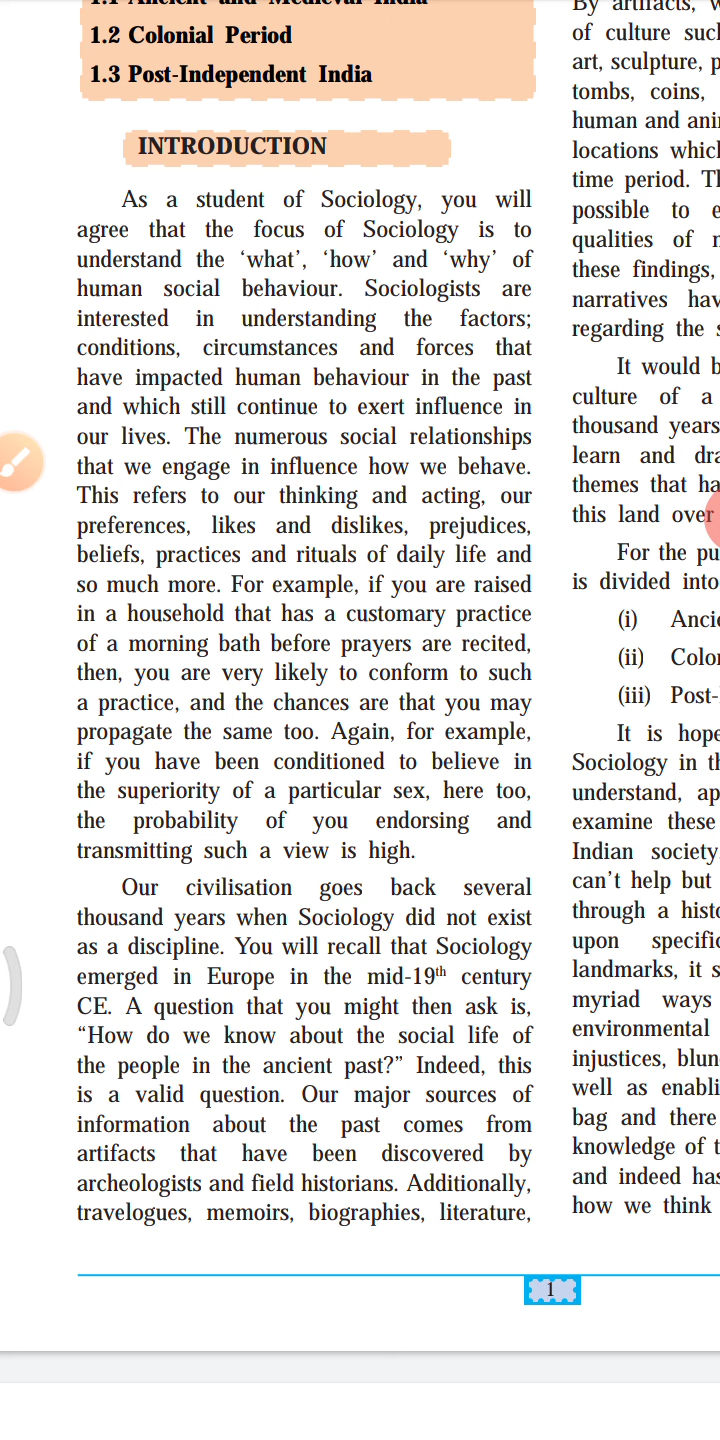 1.1 Ancient and Medieval India
1.2 Colonial Period
1.3 Post-Independent India
INTRODUCTION
As a student of Sociology, you will
agree that the focus of Sociology is to
understand the ‘what’, ‘how’ and ‘why’ of
human social behaviour. Sociologists are
interested in understanding the factors;
conditions, circumstances and forces that
have impacted human behaviour in the past
and which still continue to exert influence in
our lives. The numerous social relationships
that we engage in influence how we behave.
This refers to our thinking and acting, our
preferences, likes and dislikes, prejudices,
beliefs, practices and rituals of daily life and
so much more. For example, if you are raised
in a household that has a customary practice
of a morning bath before prayers are recited,
then, you are very likely to conform to such
a practice, and the chances are that you may
propagate the same too. Again, for example,
if you have been conditioned to believe in
the superiority of a particular sex, here too,
the probability of you endorsing and
transmitting such a view is high.
Our civilisation goes back several
thousand years when Sociology did not exist
as a discipline. You will recall that Sociology
emerged in Europe in the mid-19th century
CE. A question that you might then ask is,
“How do we know about the social life of
the people in the ancient past?” Indeed, this
is a valid question. Our major sources of
information about the past comes from
artifacts that have been discovered by
archeologists and field historians. Additionally,
travelogues, memoirs, biographies, literature,
By artifacts,
of culture
art, sculpture,
tombs, coins,
human and
locations
time period.
possible to
qualities of
these findings,
narratives
regarding the
It would
culture of a
thousand years
learn and
themes that
this land over
For the
is divided into
(i)
(ii)
(iii) Post-
It is
Sociology in
understand,
examine these
Indian society
can’t help but
through a
upon
landmarks, it
myriad ways
environmental
injustices,
well as
bag and there
knowledge of
and indeed
how we think
1